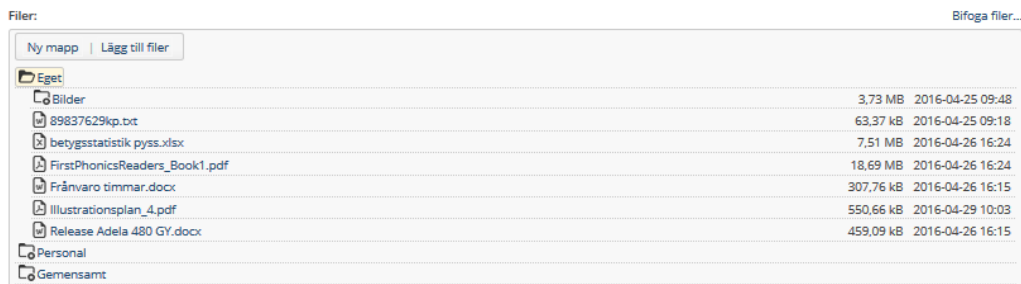 Filer: Bifoga filer...
Ny mapp | Lägg till filer
Eget
Bilder 3,73 MB 2016-04-25 09:48
89837629kp.txt 63,37 kB 2016-04-25 09:18
betygsstatistik pyss.xlsx 7,51 MB 2016-04-26 16:24
FirstPhonicsReaders_Book1.pdf 18,69 MB 2016-04-26 16:24
Frånvaro timmar.docx 307,76 kB 2016-04-26 16:15
Illustrationsplan_4.pdf 550,66 kB 2016-04-29 10:03
Release Adela 480 GY.docx 459,09 kB 2016-04-26 16:15
Personal
Gemensamt